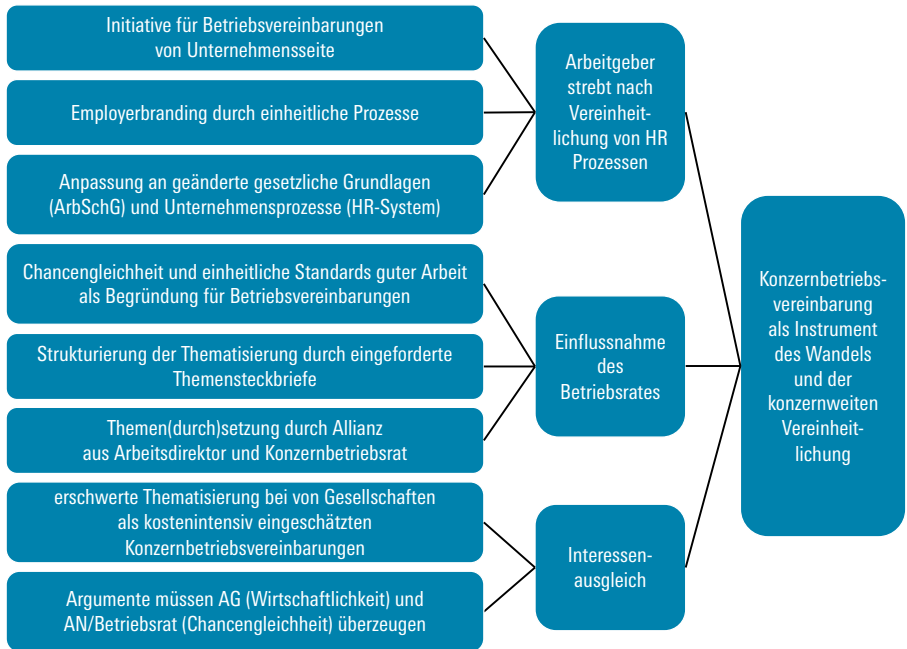 Initiative für Betriebsvereinbarungen
von Unternehmensseite
Employerbranding durch einheitliche Prozesse
Anpassung an geänderte gesetzliche Grundlagen
(ArbSchG) und Unternehmensprozesse (HR-System)
Chancengleichheit und einheitliche Standards guter Arbeit
als Begründung für Betriebsvereinbarungen
Strukturierung der Thematisierung durch eingeforderte
Themensteckbriefe
Themen(durch)setzung durch Allianz
aus Arbeitsdirektor und Konzernbetriebsrat
erschwerte Thematisierung bei von Gesellschaften
als kostenintensiv eingeschätzten
Konzernbetriebsvereinbarungen
Argumente müssen AG (Wirtschaftlichkeit) und
AN/Betriebsrat (Chancengleichheit) überzeugen
Arbeitgeber
strebt nach
Vereinheit-
lichung von HR
Prozessen
Einflussnahme
des
Betriebsrates
Interessen-
ausgleich
Konzernbetriebs-
vereinbarung
als Instrument
des Wandels
und der
konzernweiten
Vereinheit-
lichung